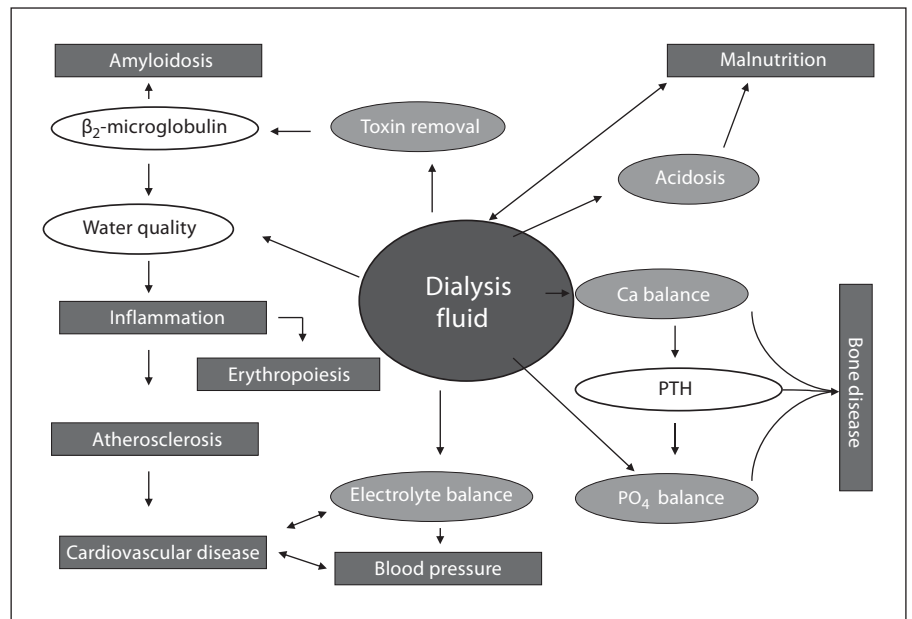 Amyloidosis
Malnutrition
β₂-microglobulin
Toxin removal
Acidosis
Water quality
Dialysis
fluid
Ca balance
Inflammation
Erythropoiesis
PTH
Bone disease
Atherosclerosis
Electrolyte balance
PO₄ balance
Cardiovascular disease
Blood pressure